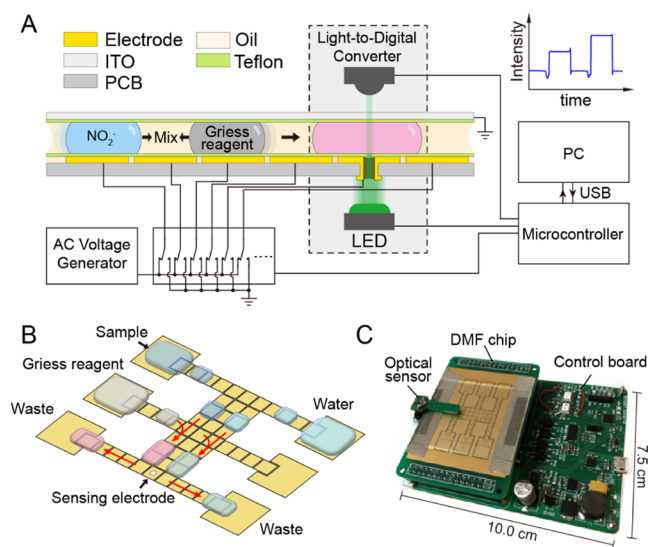 A
Electrode
Oil
ITO
Teflon
PCB
Light-to-Digital
Converter
Intensity
time
NO₂⁻
Mix
Griess
reagent
PC
USB
LED
Microcontroller
AC Voltage
Generator
B
Sample
Griess reagent
Waste
Water
Sensing electrode
Waste
C
DMF chip
Optical
sensor
Control board
7.5 cm
10.0 cm